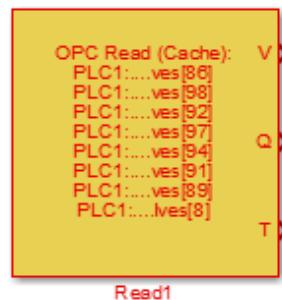 OPC Read (Cache):
PLC1:....ves[86]
PLC1:....ves[98]
PLC1:....ves[92]
PLC1:....ves[97]
PLC1:....ves[94]
PLC1:....ves[91]
PLC1:....ves[89]
PLC1:....lves[8]
V
Q
T
Read1